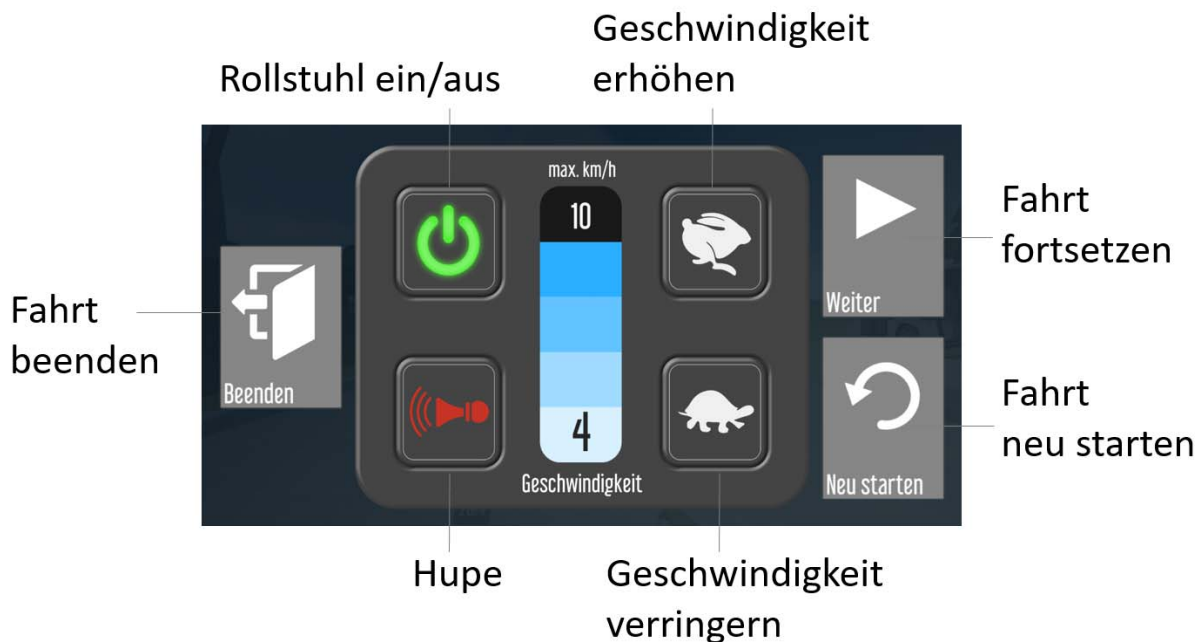 Geschwindigkeit
erhöhen
Rollstuhl ein/aus
max. km/h
10
Fahrt
fortsetzen
Weiter
Fahrt
beenden
Beenden
4
Geschwindigkeit
Fahrt
neu starten
Neu starten
Hupe
Geschwindigkeit
verringern